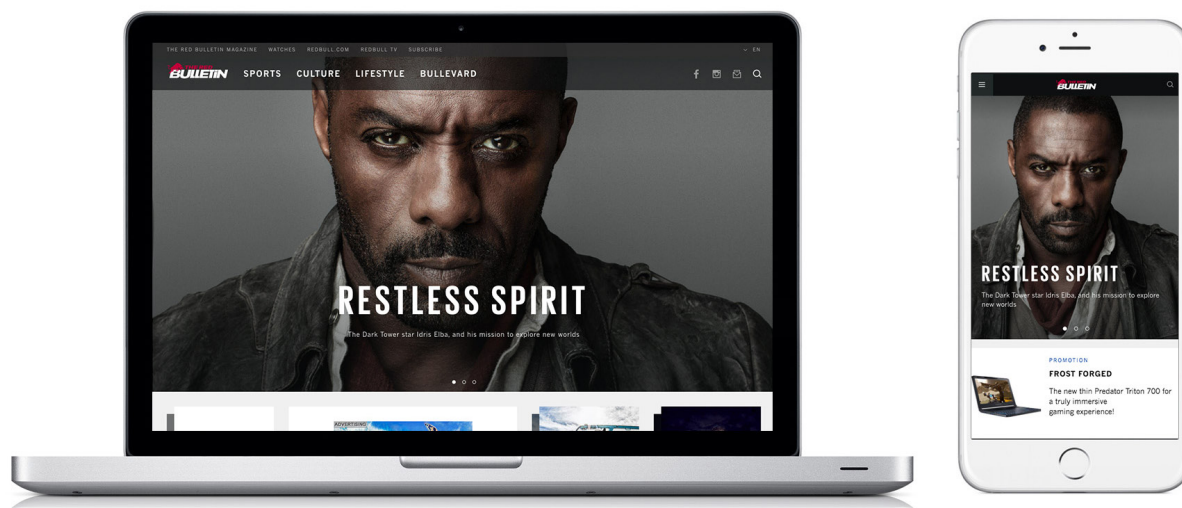 THE RED BULLETIN MAGAZINE WATCHES REDBULL.COM REDBULL TV SUBSCRIBE EN
BULLETIN SPORTS CULTURE LIFESTYLE BULLEVARD
RESTLESS SPIRIT
The Dark Tower star Idris Elba, and his mission to explore new worlds
ADVERTISING
BULLETIN
RESTLESS SPIRIT
The Dark Tower star Idris Elba, and his mission to explore
new worlds
PROMOTION
FROST FORGED
The new thin Predator Triton 700 for
a truly immersive
gaming experience!